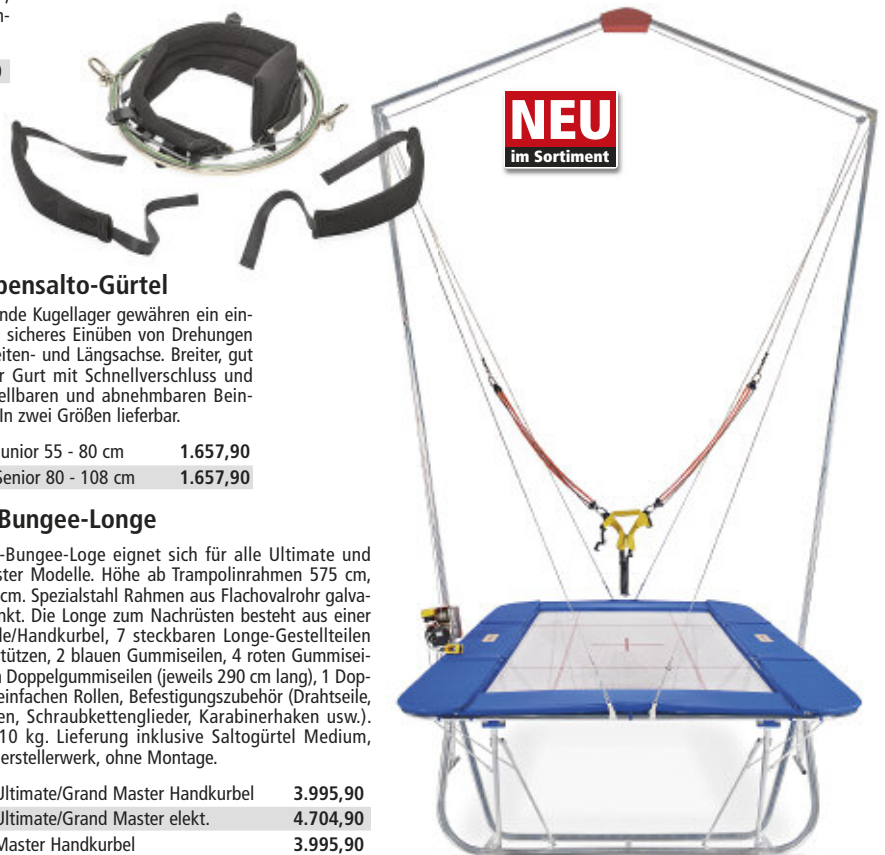 n-
NEU
im Sortiment
pensalto-Gürtel
nde Kugellager gewähren ein ein-
sicheres Einüben von Drehungen
eiten- und Längsachse. Breiter, gut
r Gurt mit Schnellverschluss und
ellbaren und abnehmbaren Bein-
In zwei Größen lieferbar.
unior 55 - 80 cm 1.657,90
Senior 80 - 108 cm 1.657,90
Bungee-Longe
-Bungee-Loge eignet sich für alle Ultimate und
ster Modelle. Höhe ab Trampolinrahmen 575 cm,
cm. Spezialstahl Rahmen aus Flachovalrohr galva-
nkt. Die Longe zum Nachrüsten besteht aus einer
de/Handkurbel, 7 steckbaren Longe-Gestellteilen
tützen, 2 blauen Gummiseilen, 4 roten Gummisei-
n Doppelgummiseilen (jeweils 290 cm lang), 1 Dop-
einfachen Rollen, Befestigungszubehör (Drahtseile,
en, Schraubkettenglieder, Karabinerhaken usw.).
10 kg. Lieferung inklusive Saltogürtel Medium,
erstellerwerk, ohne Montage.
Ultimate/Grand Master Handkurbel 3.995,90
Ultimate/Grand Master elekt. 4.704,90
Master Handkurbel 3.995,90